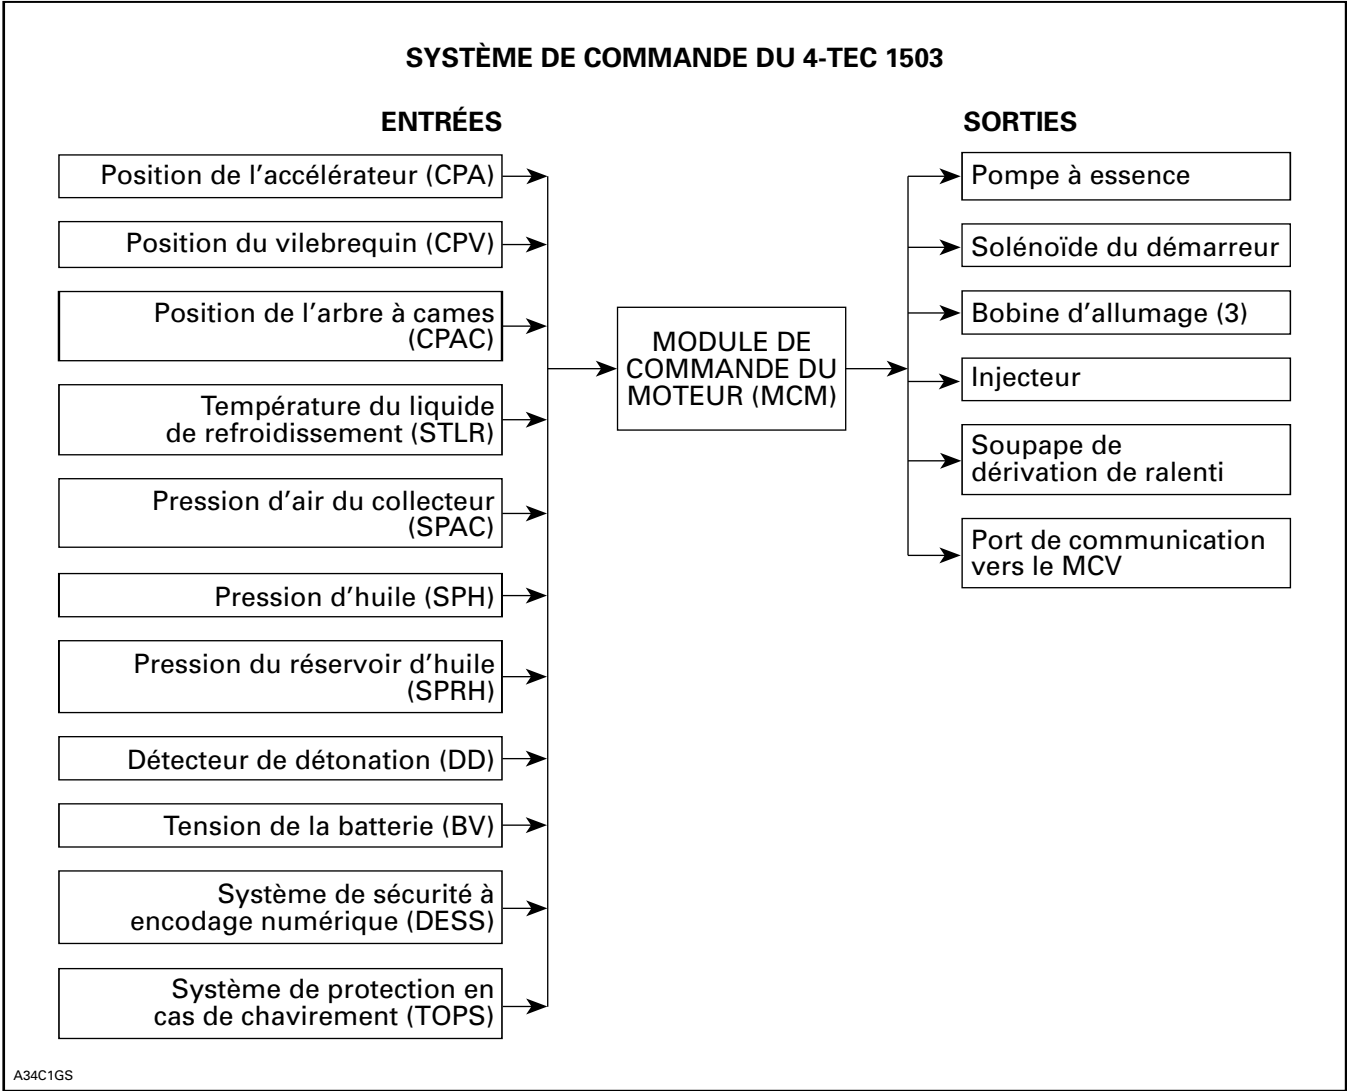 SYSTÈME DE COMMANDE DU 4-TEC 1503
ENTRÉES
Position de l'accélérateur (CPA)
Position du vilebrequin (CPV)
Position de l'arbre à cames
(CPAC)
Température du liquide
de refroidissement (STLR)
Pression d'air du collecteur
(SPAC)
Pression d'huile (SPH)
Pression du réservoir d'huile
(SPRH)
Détecteur de détonation (DD)
Tension de la batterie (BV)
Système de sécurité à
encodage numérique (DESS)
Système de protection en
cas de chavirement (TOPS)
MODULE DE
COMMANDE DU
MOTEUR (MCM)
SORTIES
Pompe à essence
Solénoïde du démarreur
Bobine d'allumage (3)
Injecteur
Soupape de
dérivation de ralenti
Port de communication
vers le MCV
A34C1GS